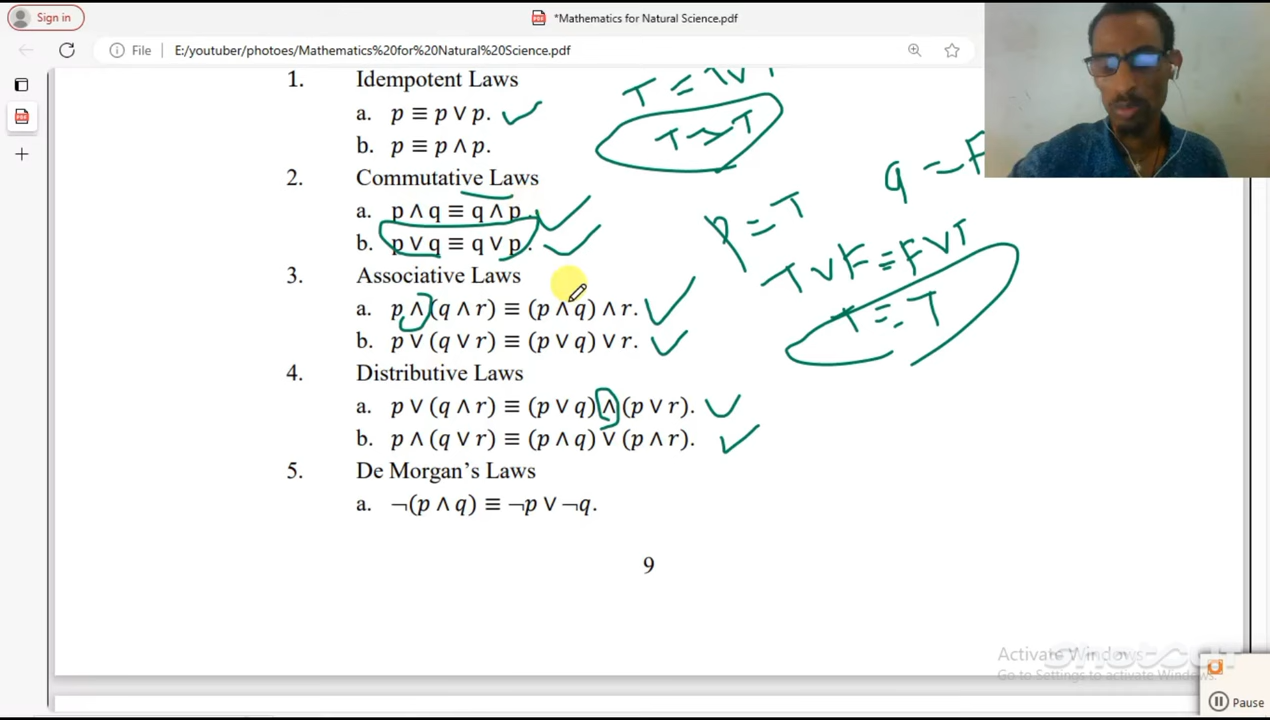 Sign in
*Mathematics for Natural Science.pdf
File
E:/youtuber/photoes/Mathematics%20for%20Natural%20Science.pdf
1. Idempotent Laws
a. p ≡ p ∨ p.
b. p ≡ p ∧ p.
2. Commutative Laws
a. p ∧ q ≡ q ∧ p.
b. p ∨ q ≡ q ∨ p.
3. Associative Laws
a. p ∧ (q ∧ r) ≡ (p ∧ q) ∧ r.
b. p ∨ (q ∨ r) ≡ (p ∨ q) ∨ r.
4. Distributive Laws
a. p ∨ (q ∧ r) ≡ (p ∨ q) ∧ (p ∨ r).
b. p ∧ (q ∨ r) ≡ (p ∧ q) ∨ (p ∧ r).
5. De Morgan's Laws
a. ¬(p ∧ q) ≡ ¬p ∨ ¬q.
9
T = T ∨ T
q = F
p = T
T ∨ F ≡ F ∨ T
T ≡ T
Activate Windows
Go to Settings to activate Windows.
Pause